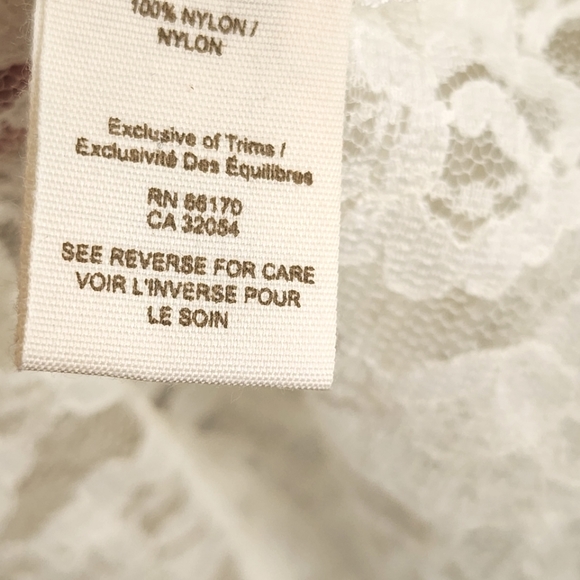 100% NYLON /
NYLON
Exclusive of Trims /
Exclusivité Des Équilibres
RN 66170
CA 32054
SEE REVERSE FOR CARE
VOIR L'INVERSE POUR
LE SOIN